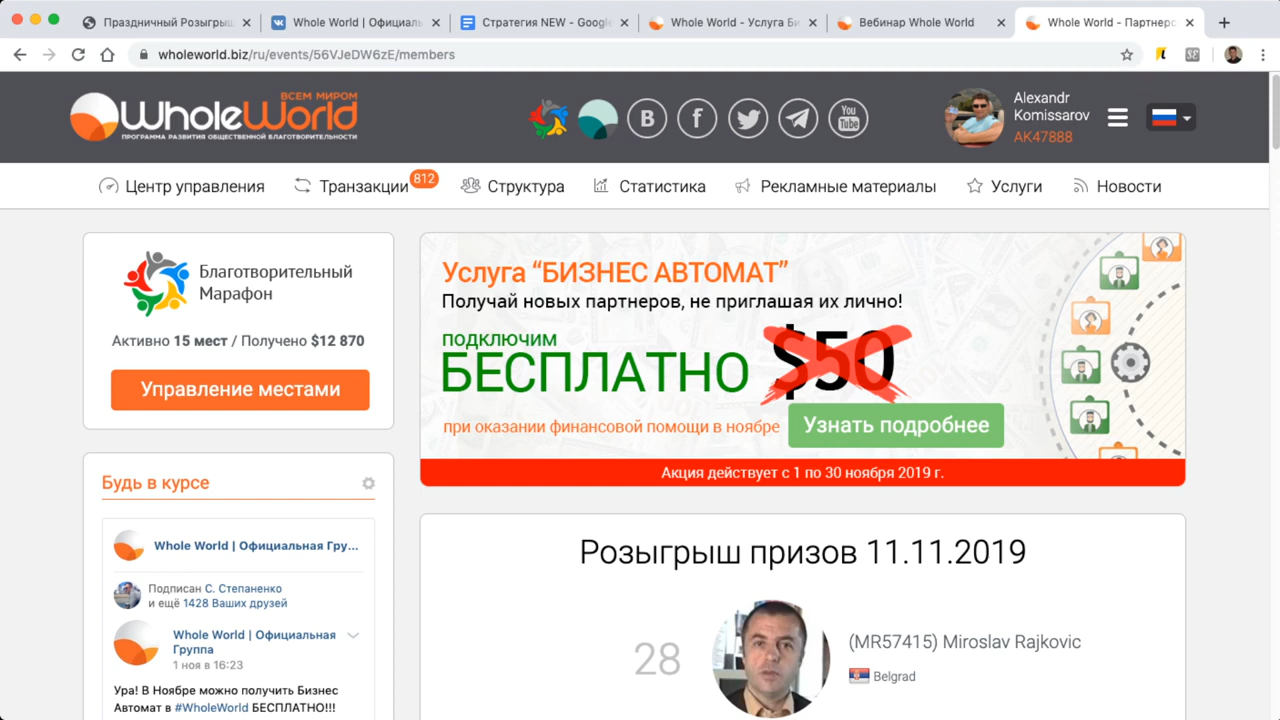 Праздничный Розыгрыш
Whole World | Официаль
Стратегия NEW - Google
Whole World - Услуга Би
Вебинар Whole World
Whole World - Партнерс
wholeworld.biz/ru/events/56VJeDW6zE/members
ВСЕМ МИРОМ
WholeWorld
ПРОГРАММА РАЗВИТИЯ ОБЩЕСТВЕННОЙ БЛАГОТВОРИТЕЛЬНОСТИ
B
f
You
Tube
Alexandr
Komissarov
AK47888
Центр управления
Транзакции
812
Структура
Статистика
Рекламные материалы
Услуги
Новости
Благотворительный
Марафон
Активно 15 мест / Получено $12 870
Управление местами
Услуга “БИЗНЕС АВТОМАТ”
Получай новых партнеров, не приглашая их лично!
ПОДКЛЮЧИМ
БЕСПЛАТНО $50
при оказании финансовой помощи в ноябре
Узнать подробнее
Акция действует с 1 по 30 ноября 2019 г.
Будь в курсе
Whole World | Официальная Гру...
Подписан С. Степаненко
и ещё 1428 Ваших друзей
Whole World | Официальная
Группа
1 ноя в 16:23
Ура! В Ноябре можно получить Бизнес
Автомат в #WholeWorld БЕСПЛАТНО!!!
Розыгрыш призов 11.11.2019
28
(MR57415) Miroslav Rajkovic
Belgrad